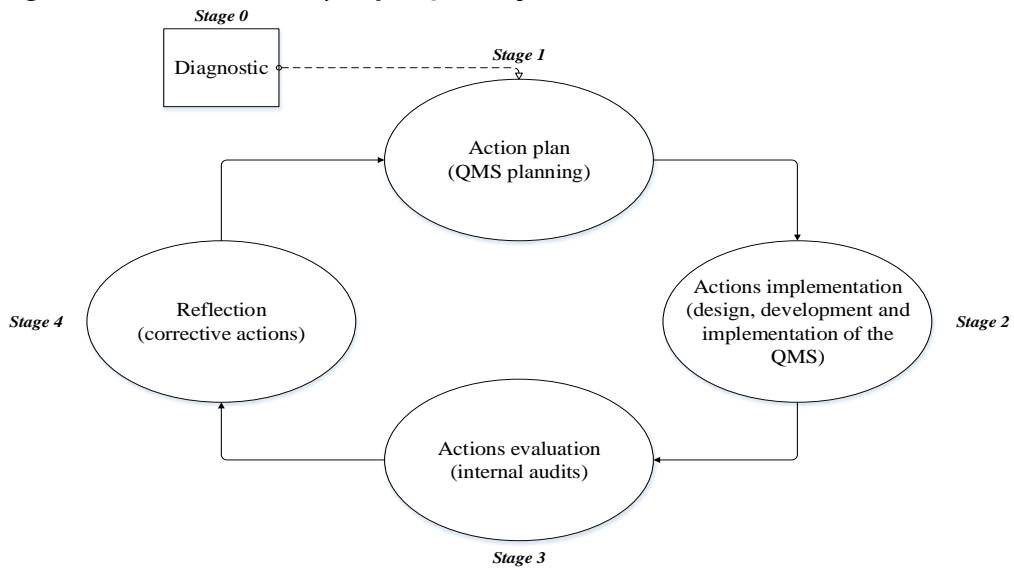 Stage 0
Diagnostic
Stage 1
Action plan
(QMS planning)
Actions implementation
(design, development and
implementation of the
QMS)
Stage 2
Reflection
(corrective actions)
Stage 4
Actions evaluation
(internal audits)
Stage 3